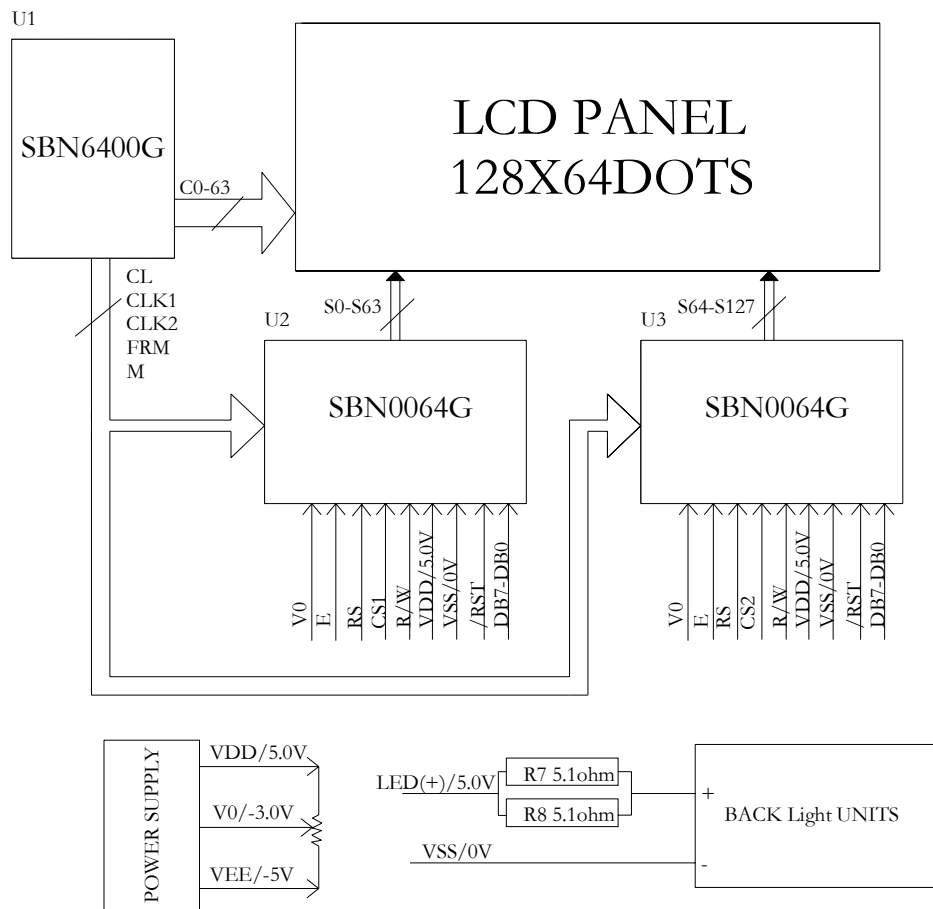 U1
SBN6400G
LCD PANEL
128X64DOTS
C0-63
CL
CLK1
CLK2
FRM
M
S0-S63
S64-S127
U2
U3
SBN0064G
SBN0064G
V0
E
RS
CS1
R/W
VDD/5.0V
VSS/0V
/RST
DB7-DB0
V0
E
RS
CS2
R/W
VDD/5.0V
VSS/0V
/RST
DB7-DB0
POWER SUPPLY
VDD/5.0V
V0/-3.0V
VEE/-5V
LED(+)/5.0V
R7 5.1ohm
R8 5.1ohm
VSS/0V
+
-
BACK Light UNITS